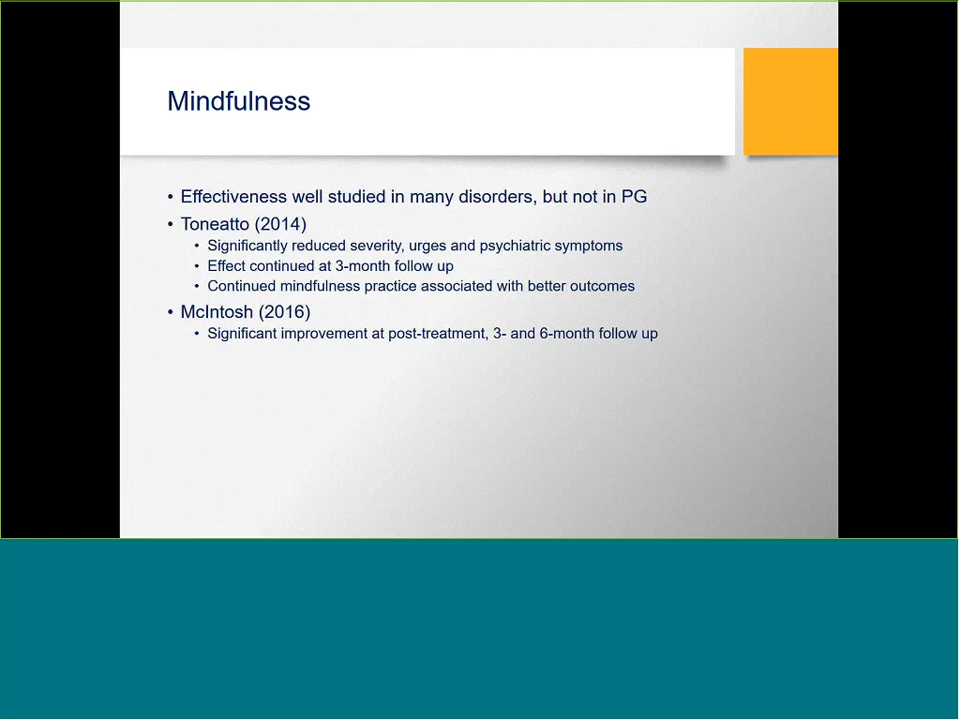 Mindfulness
• Effectiveness well studied in many disorders, but not in PG
• Toneatto (2014)
• Significantly reduced severity, urges and psychiatric symptoms
• Effect continued at 3-month follow up
• Continued mindfulness practice associated with better outcomes
• McIntosh (2016)
• Significant improvement at post-treatment, 3- and 6-month follow up